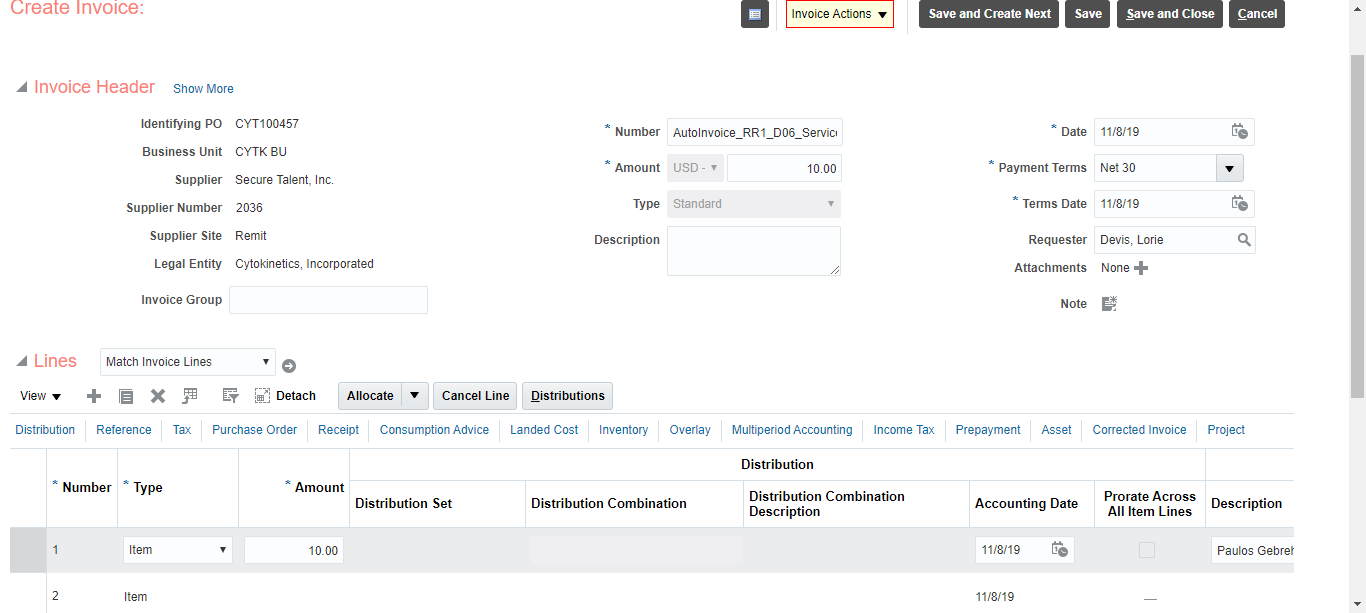 Create Invoice:
Invoice Actions
Save and Create Next
Save
Save and Close
Cancel
Invoice Header
Show More
Identifying PO CYT100457
Business Unit CYTK BU
Supplier Secure Talent, Inc.
Supplier Number 2036
Supplier Site Remit
Legal Entity Cytokinetics, Incorporated
Invoice Group
* Number AutoInvoice_RR1_D06_Service
* Amount USD - 10.00
Type Standard
Description
* Date 11/8/19
* Payment Terms Net 30
* Terms Date 11/8/19
Requester Devis, Lorie
Attachments None
Note
Lines Match Invoice Lines
View Detach Allocate Cancel Line Distributions
Distribution Reference Tax Purchase Order Receipt Consumption Advice Landed Cost Inventory Overlay Multiperiod Accounting Income Tax Prepayment Asset Corrected Invoice Project
Distribution
* Number * Type * Amount Distribution Set Distribution Combination Distribution Combination Description Accounting Date Prorate Across All Item Lines Description
1 Item 10.00 11/8/19 Paulos Gebreh
2 Item 11/8/19 —